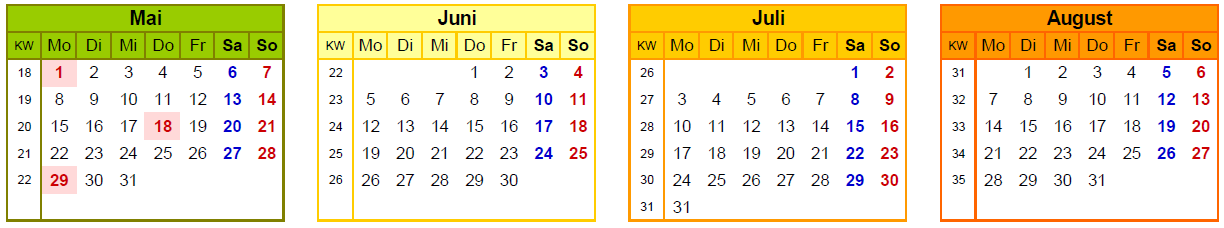 Mai
KW Mo Di Mi Do Fr Sa So
18 1 2 3 4 5 6 7
19 8 9 10 11 12 13 14
20 15 16 17 18 19 20 21
21 22 23 24 25 26 27 28
22 29 30 31
Juni
KW Mo Di Mi Do Fr Sa So
22 1 2 3 4
23 5 6 7 8 9 10 11
24 12 13 14 15 16 17 18
25 19 20 21 22 23 24 25
26 26 27 28 29 30
Juli
KW Mo Di Mi Do Fr Sa So
26 1 2
27 3 4 5 6 7 8 9
28 10 11 12 13 14 15 16
29 17 18 19 20 21 22 23
30 24 25 26 27 28 29 30
31 31
August
KW Mo Di Mi Do Fr Sa So
31 1 2 3 4 5 6
32 7 8 9 10 11 12 13
33 14 15 16 17 18 19 20
34 21 22 23 24 25 26 27
35 28 29 30 31